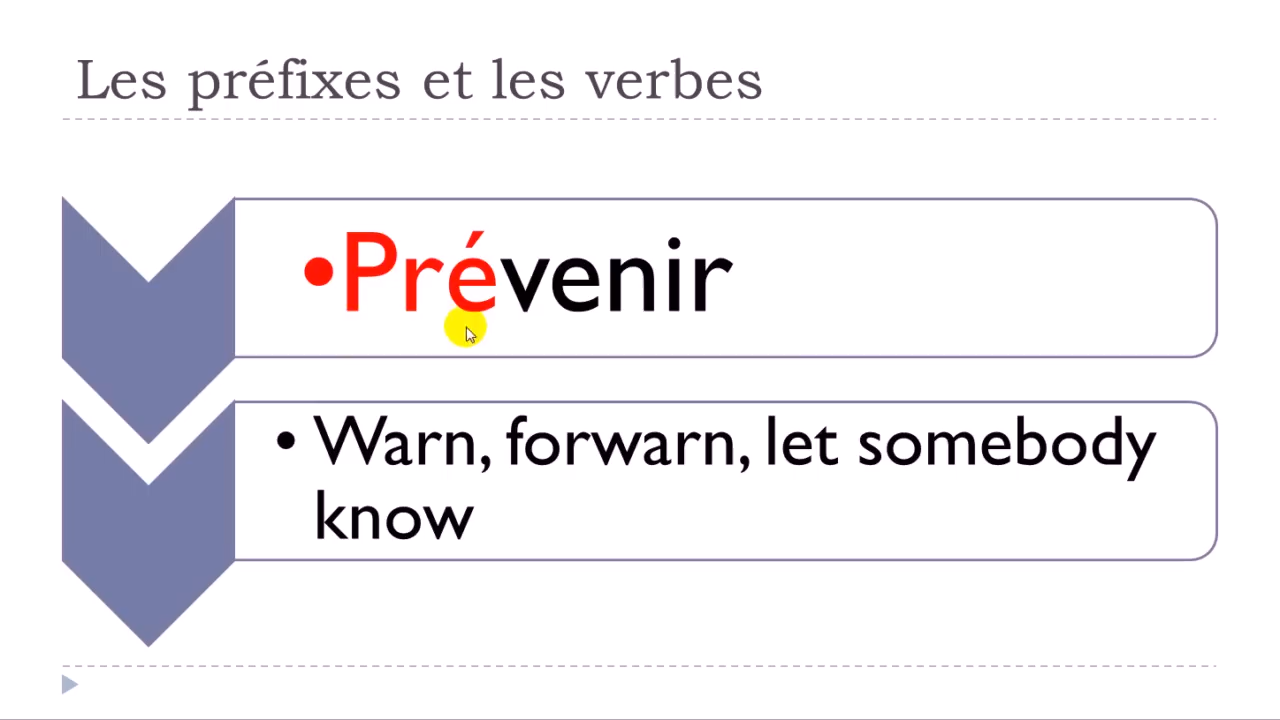 Les préfixes et les verbes
•Prévenir
• Warn, forwarn, let somebody
know